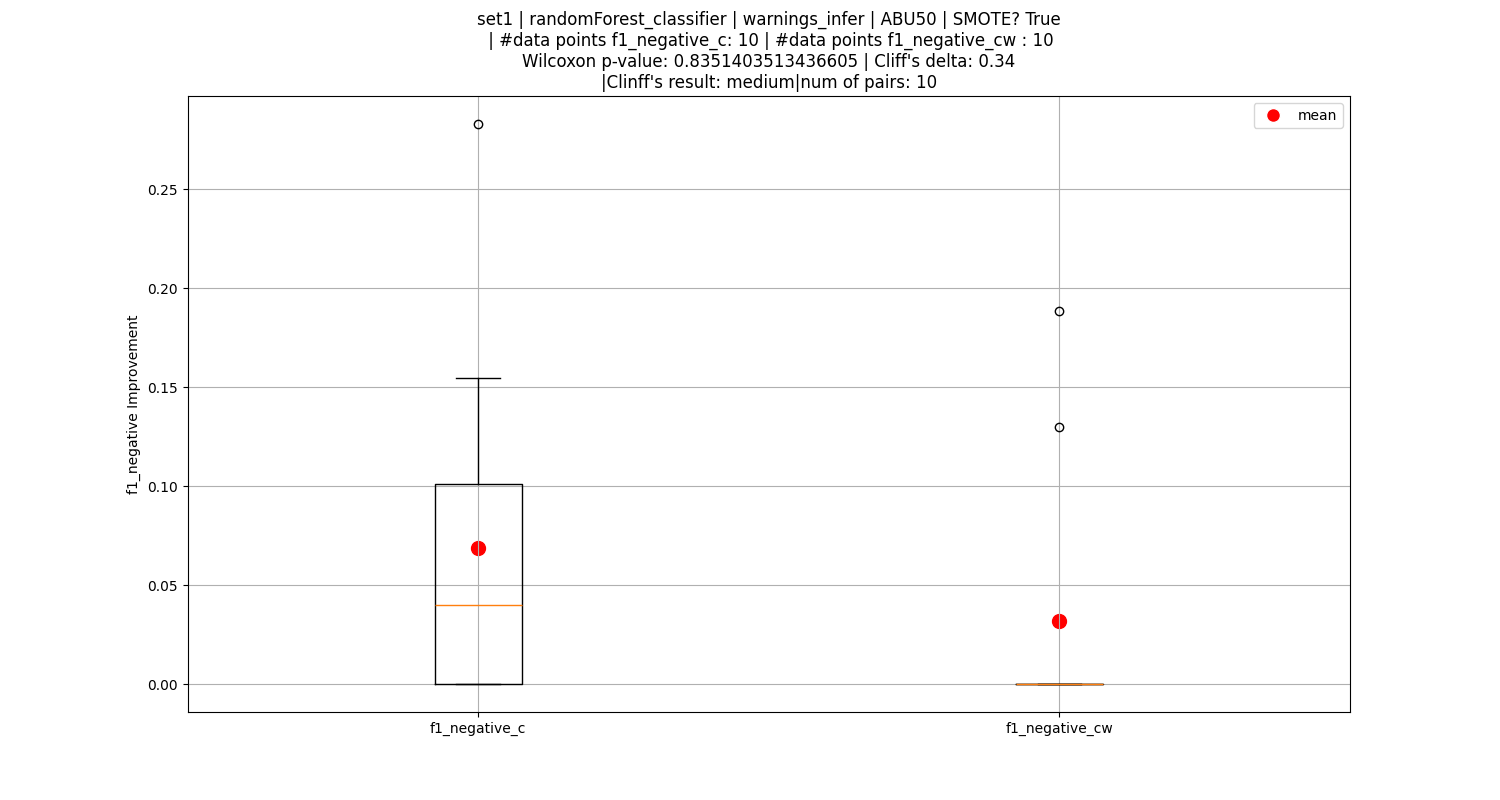 set1 | randomForest_classifier | warnings_infer | ABU50 | SMOTE? True
| #data points f1_negative_c: 10 | #data points f1_negative_cw : 10
Wilcoxon p-value: 0.8351403513436605 | Cliff's delta: 0.34
|Clinff's result: medium|num of pairs: 10
mean
0.25
0.20
0.15
0.10
0.05
0.00
f1_negative Improvement
f1_negative_c
f1_negative_cw